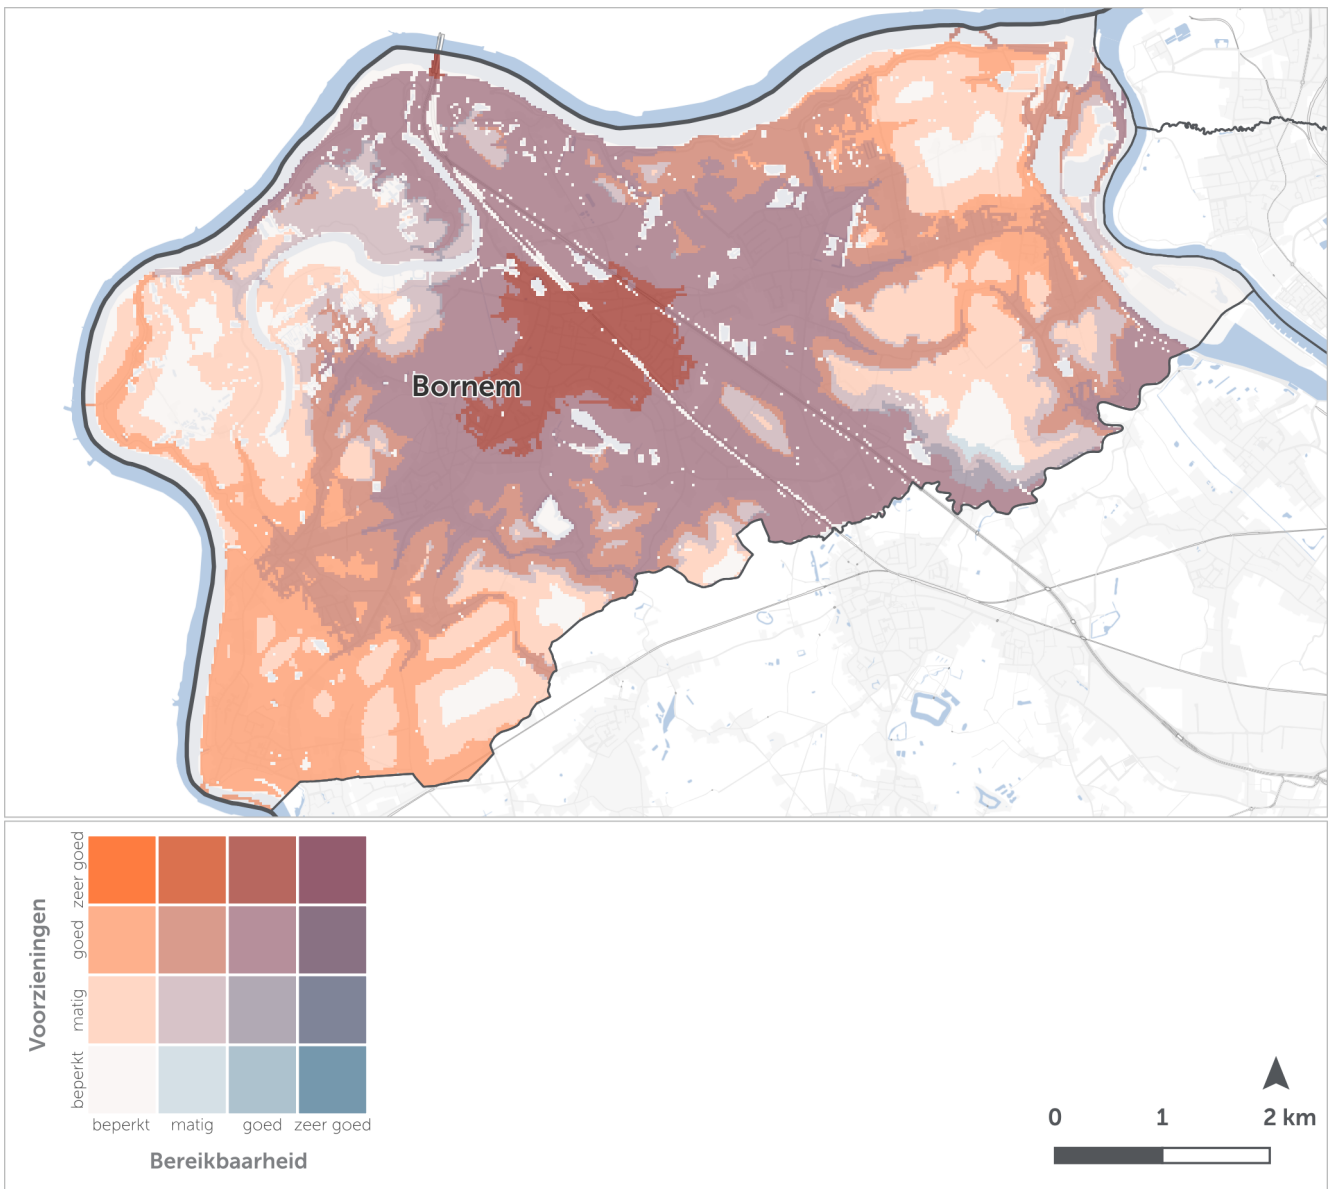 Bornem
Voorzieningen
zeer goed
goed
matig
beperkt
beperkt matig goed zeer goed
Bereikbaarheid
0 1 2 km